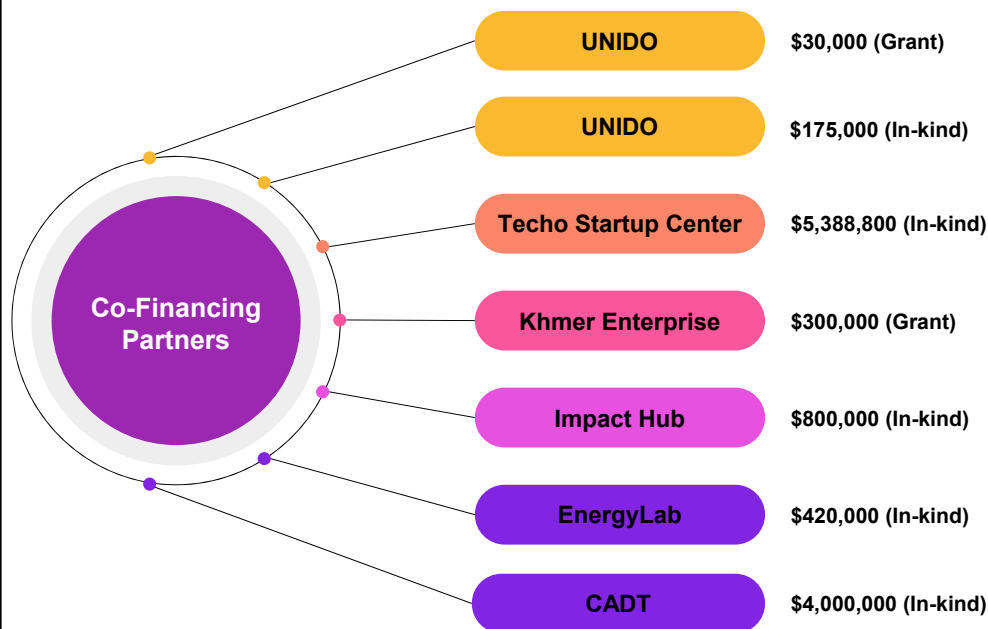 Co-Financing
Partners
UNIDO $30,000 (Grant)
UNIDO $175,000 (In-kind)
Techo Startup Center $5,388,800 (In-kind)
Khmer Enterprise $300,000 (Grant)
Impact Hub $800,000 (In-kind)
EnergyLab $420,000 (In-kind)
CADT $4,000,000 (In-kind)